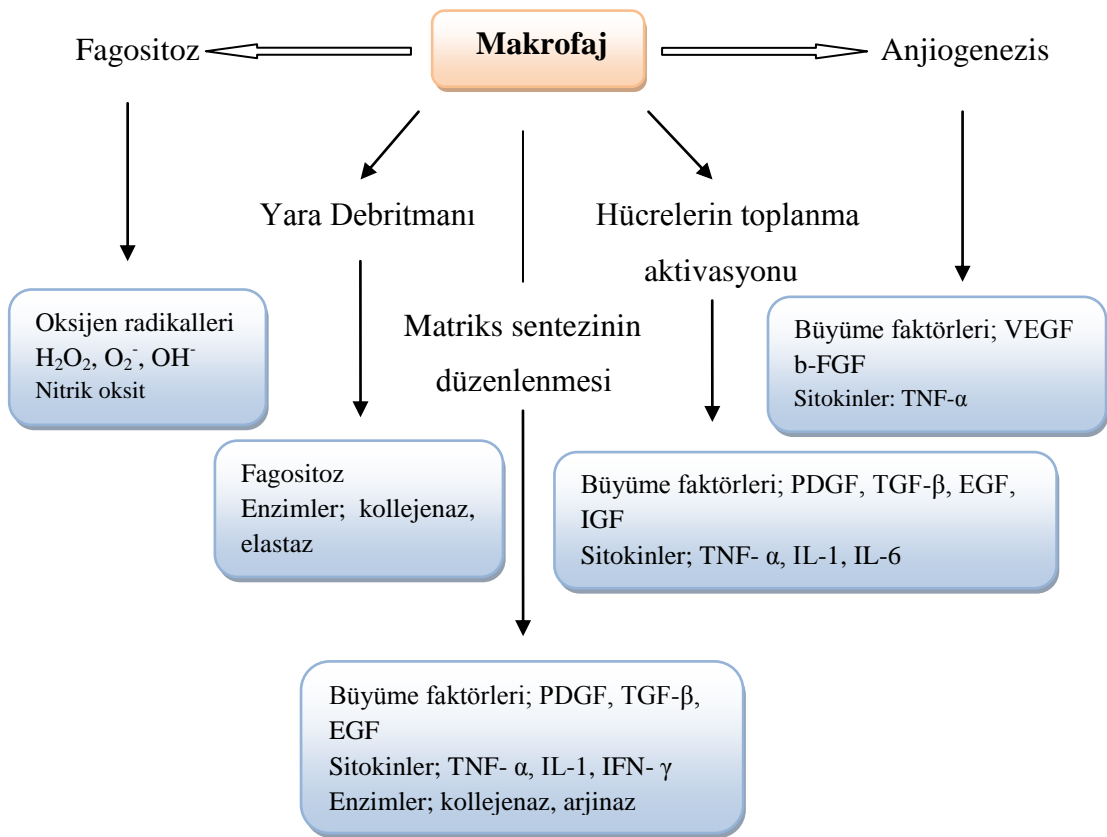 Makrofaj
Fagositoz
Anjiogenezis
Yara Debritmanı
Hücrelerin toplanma
aktivasyonu
Matriks sentezinin
düzenlenmesi
Oksijen radikalleri
H₂O₂, O₂⁻, OH⁻
Nitrik oksit
Büyüme faktörleri; VEGF
b-FGF
Sitokinler: TNF-α
Fagositoz
Enzimler; kollejenaz,
elastaz
Büyüme faktörleri; PDGF, TGF-β, EGF,
IGF
Sitokinler; TNF- α, IL-1, IL-6
Büyüme faktörleri; PDGF, TGF-β,
EGF
Sitokinler; TNF- α, IL-1, IFN- γ
Enzimler; kollejenaz, arjinaz